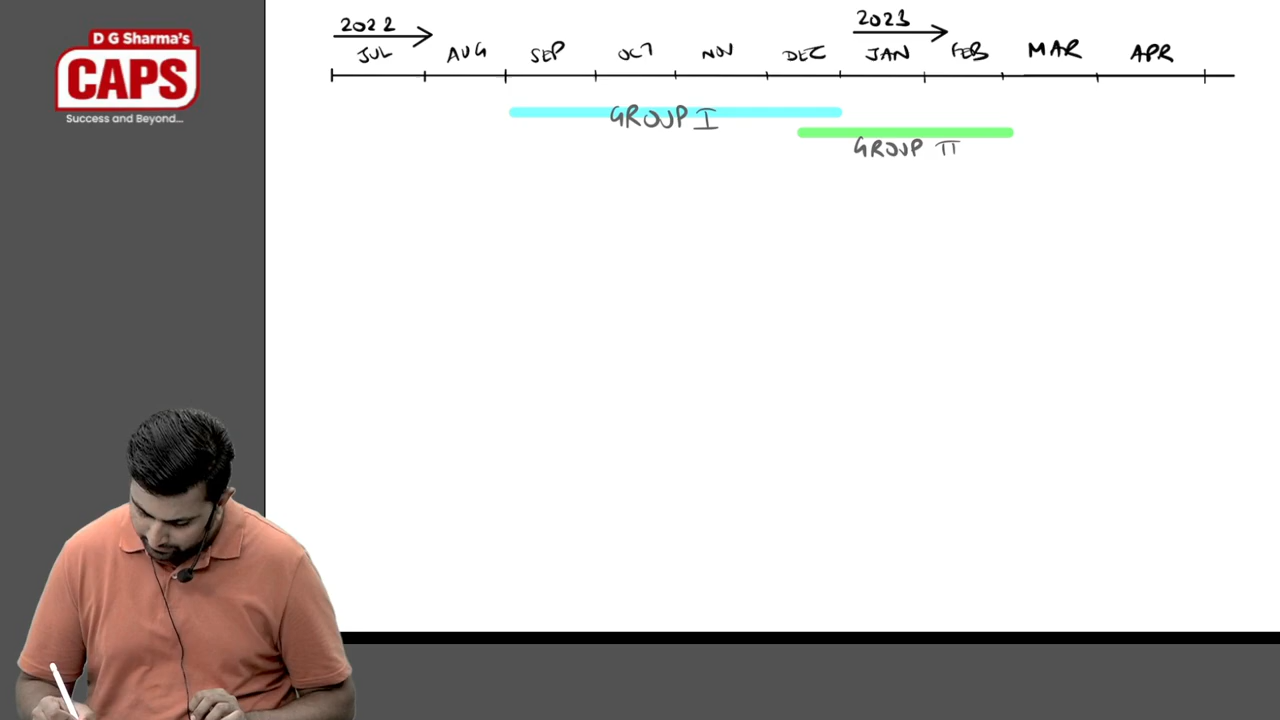 D G Sharma's
CAPS
Success and Beyond...
2022
2023
JUL AUG SEP OCT NOV DEC JAN FEB MAR APR
GROUP I
GROUP II